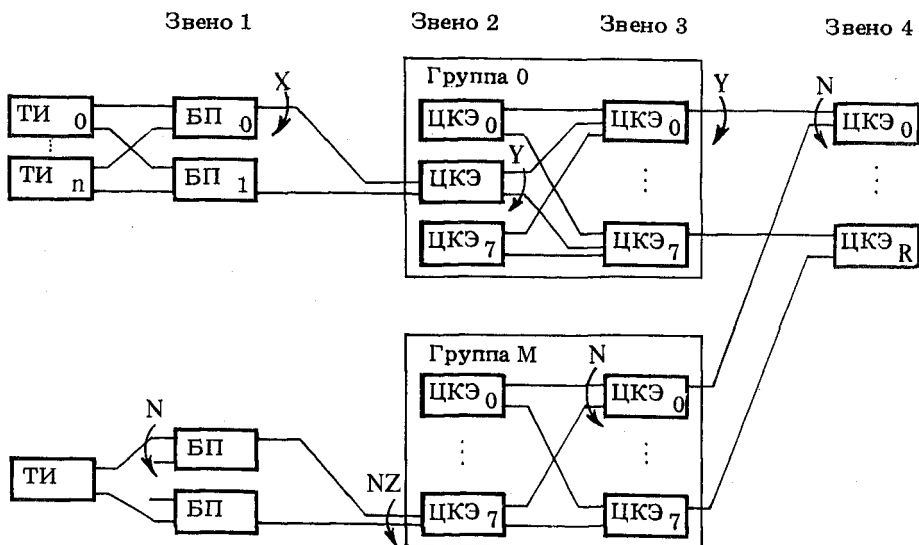 Звено 1 Звено 2 Звено 3 Звено 4
Группа 0
ТИ 0
ТИ n
БП 0
БП 1
X
ЦКЭ 0
ЦКЭ
ЦКЭ 7
Y
ЦКЭ 0
ЦКЭ 7
Y
N
ЦКЭ 0
ЦКЭ R
Группа М
ТИ
N
БП
БП
NZ
ЦКЭ 0
ЦКЭ 7
N
ЦКЭ 0
ЦКЭ 7